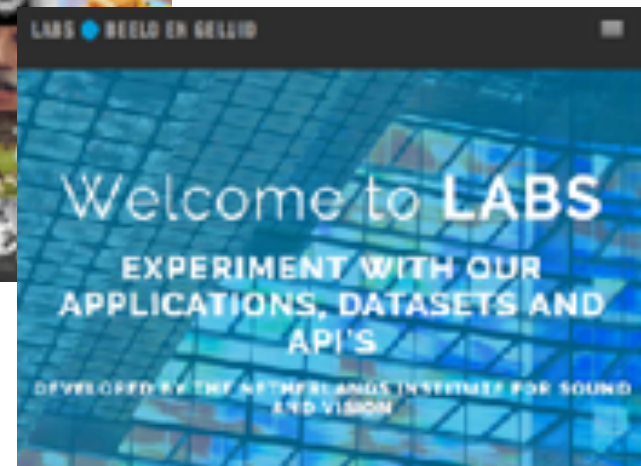 LABS BEELD EN GELUID
Welcome to LABS
EXPERIMENT WITH OUR
APPLICATIONS, DATASETS AND
API'S
DEVELOPED BY THE NETHERLANDS INSTITUTE FOR SOUND
AND VISION